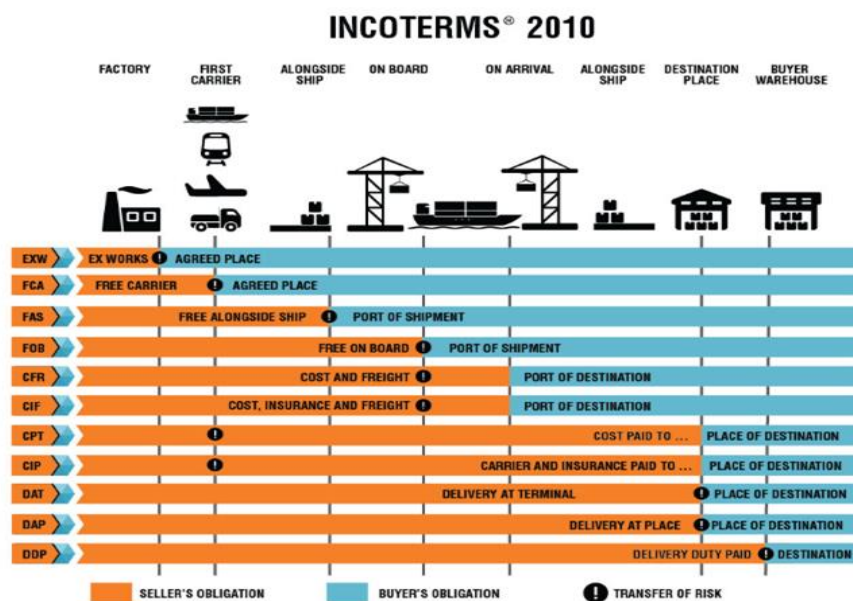 INCOTERMS® 2010
FACTORY
FIRST CARRIER
ALONGSIDE SHIP
ON BOARD
ON ARRIVAL
ALONGSIDE SHIP
DESTINATION PLACE
BUYER WAREHOUSE
EXW EX WORKS ! AGREED PLACE
FCA FREE CARRIER ! AGREED PLACE
FAS FREE ALONGSIDE SHIP ! PORT OF SHIPMENT
FOB FREE ON BOARD ! PORT OF SHIPMENT
CFR COST AND FREIGHT ! PORT OF DESTINATION
CIF COST, INSURANCE AND FREIGHT ! PORT OF DESTINATION
CPT ! COST PAID TO ... PLACE OF DESTINATION
CIP ! CARRIER AND INSURANCE PAID TO ... PLACE OF DESTINATION
DAT DELIVERY AT TERMINAL ! PLACE OF DESTINATION
DAP DELIVERY AT PLACE ! PLACE OF DESTINATION
DDP DELIVERY DUTY PAID ! DESTINATION
SELLER'S OBLIGATION BUYER'S OBLIGATION ! TRANSFER OF RISK